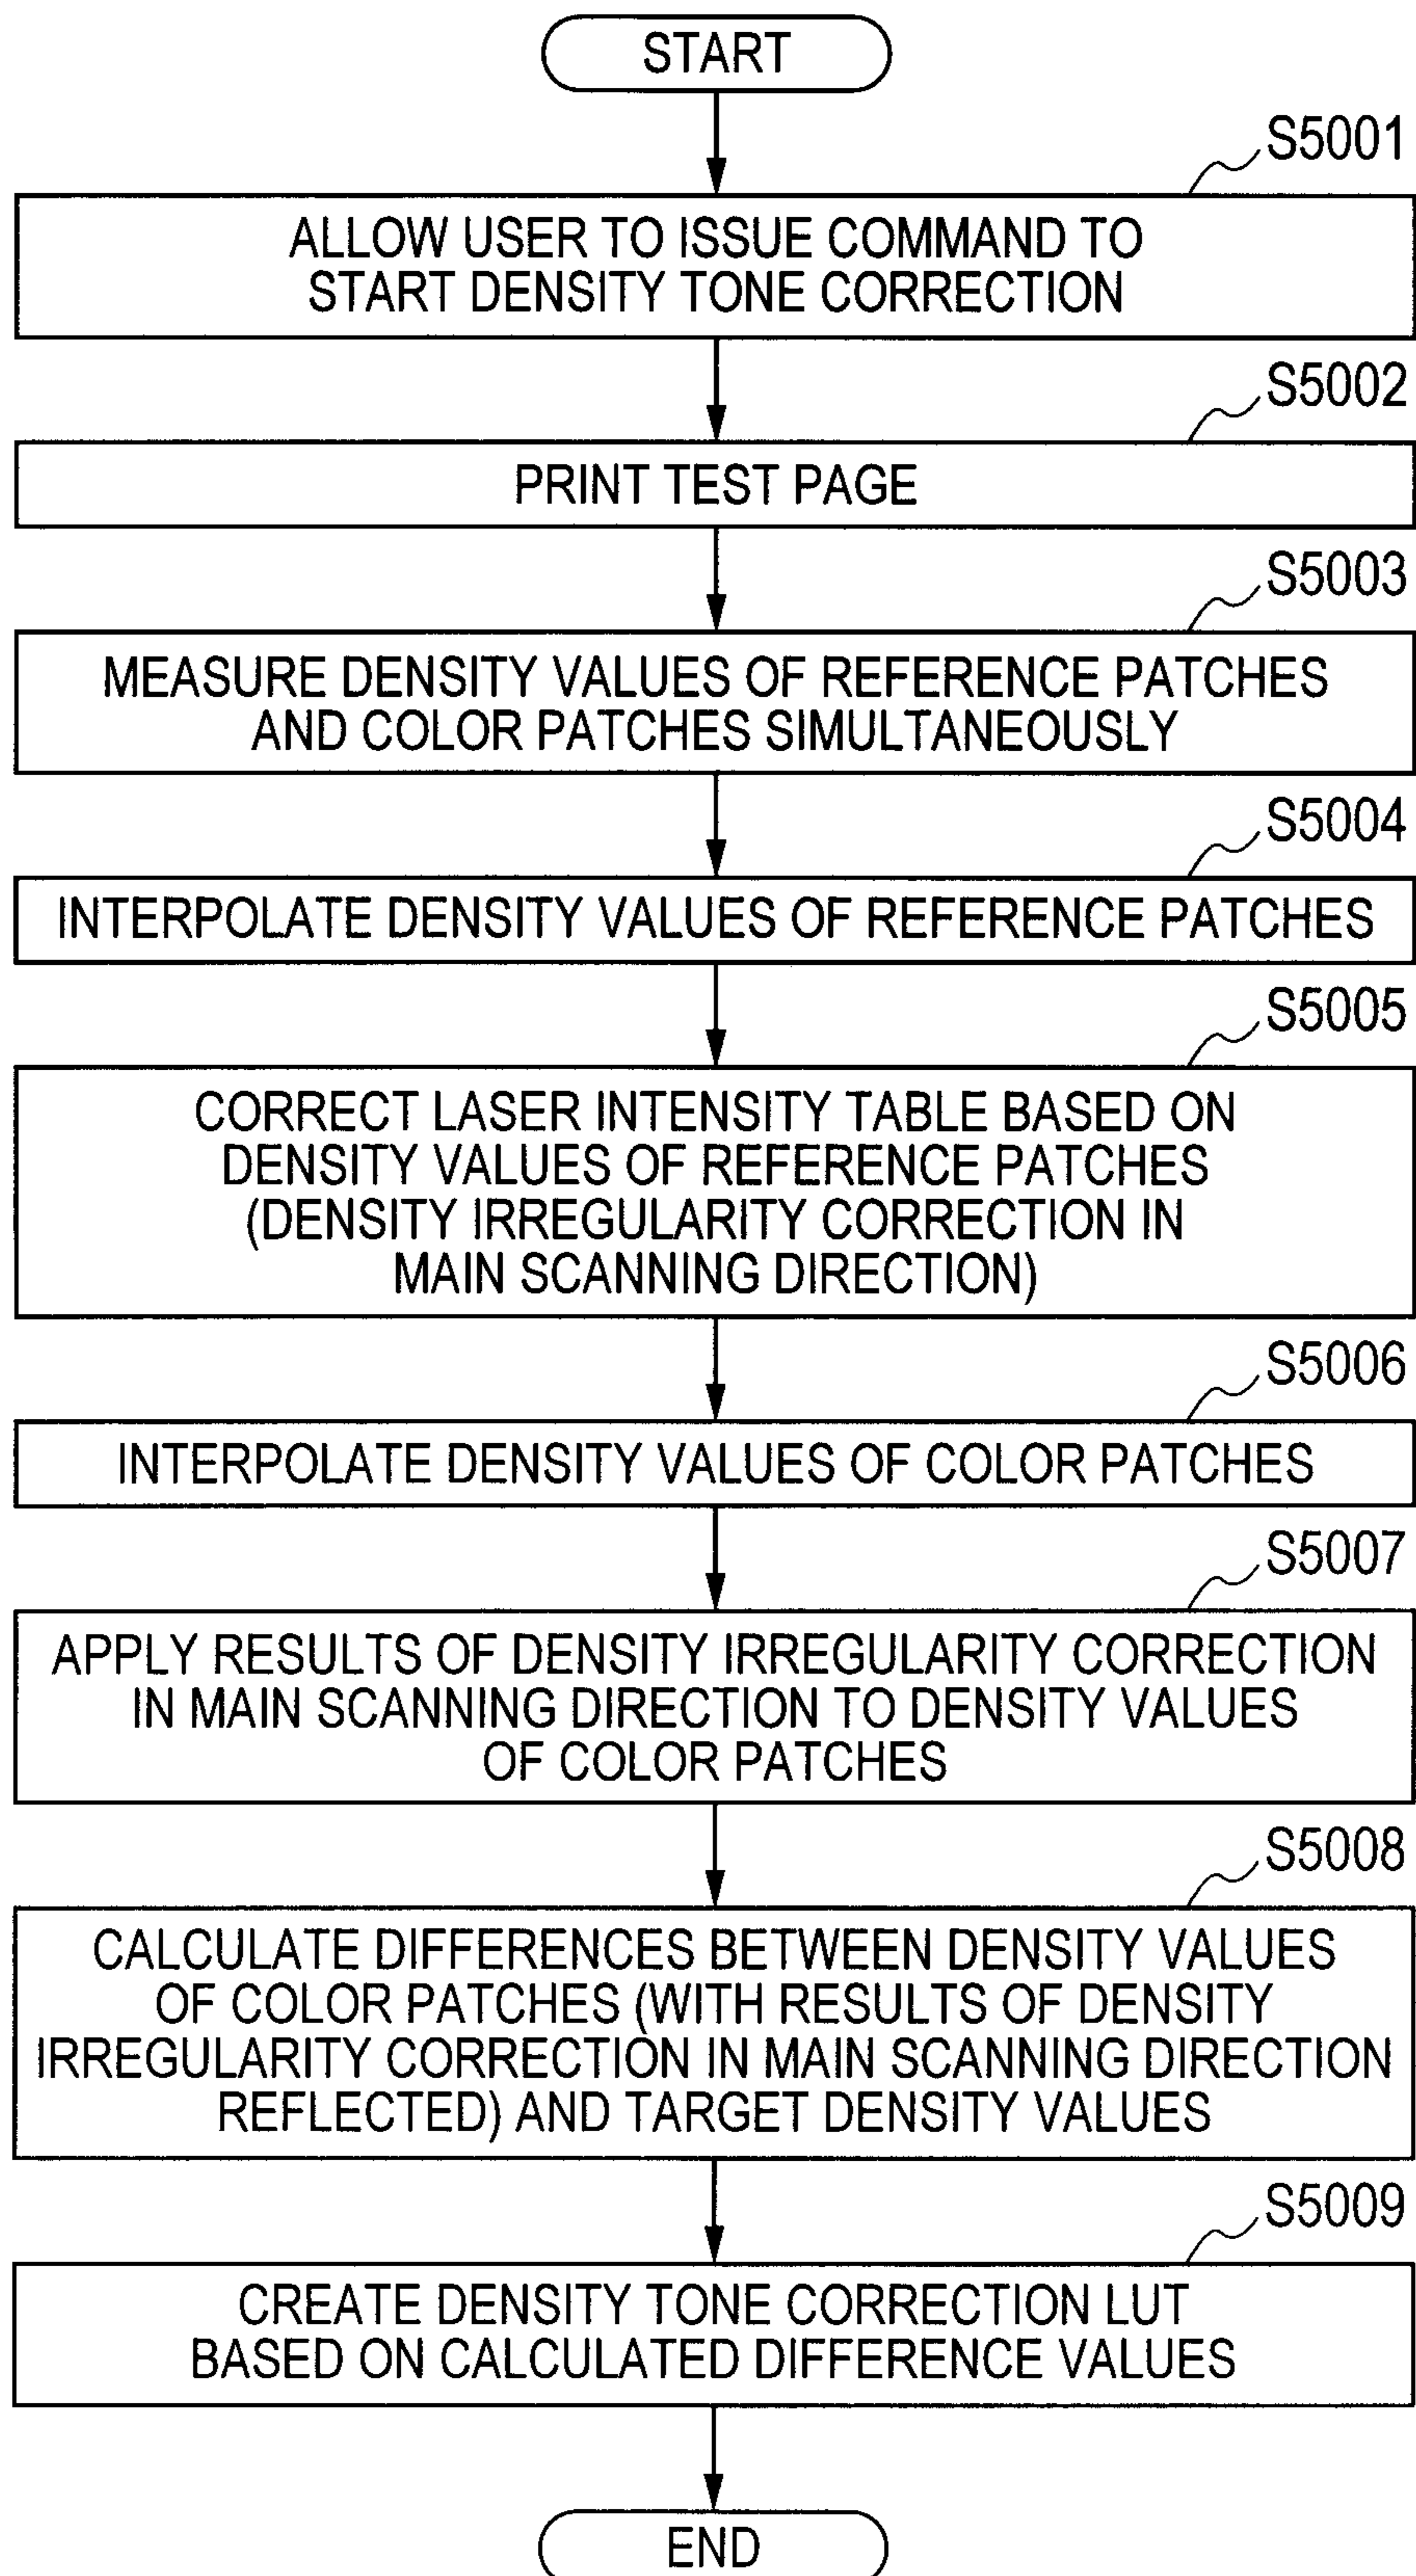 START
S5001
ALLOW USER TO ISSUE COMMAND TO
START DENSITY TONE CORRECTION
S5002
PRINT TEST PAGE
S5003
MEASURE DENSITY VALUES OF REFERENCE PATCHES
AND COLOR PATCHES SIMULTANEOUSLY
S5004
INTERPOLATE DENSITY VALUES OF REFERENCE PATCHES
S5005
CORRECT LASER INTENSITY TABLE BASED ON
DENSITY VALUES OF REFERENCE PATCHES
(DENSITY IRREGULARITY CORRECTION IN
MAIN SCANNING DIRECTION)
S5006
INTERPOLATE DENSITY VALUES OF COLOR PATCHES
S5007
APPLY RESULTS OF DENSITY IRREGULARITY CORRECTION
IN MAIN SCANNING DIRECTION TO DENSITY VALUES
OF COLOR PATCHES
S5008
CALCULATE DIFFERENCES BETWEEN DENSITY VALUES
OF COLOR PATCHES (WITH RESULTS OF DENSITY
IRREGULARITY CORRECTION IN MAIN SCANNING DIRECTION
REFLECTED) AND TARGET DENSITY VALUES
S5009
CREATE DENSITY TONE CORRECTION LUT
BASED ON CALCULATED DIFFERENCE VALUES
END